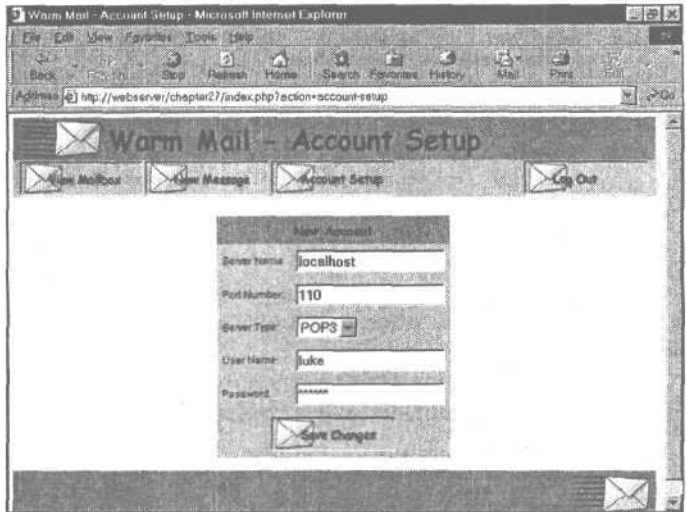 Warm Mail - Account Setup - Microsoft Internet Explorer
File Edit View Favorites Tools Help
Back Stop Refresh Home Search Favorites History Mail Print Edit
Address http://webserver/chapter27/index.php?action=account-setup Go
Warm Mail - Account Setup
View Mailbox New Message Account Setup Log Out
New Account
Server Name: localhost
Port Number: 110
Server Type: POP3
User Name: luke
Password: ******
Save Changes